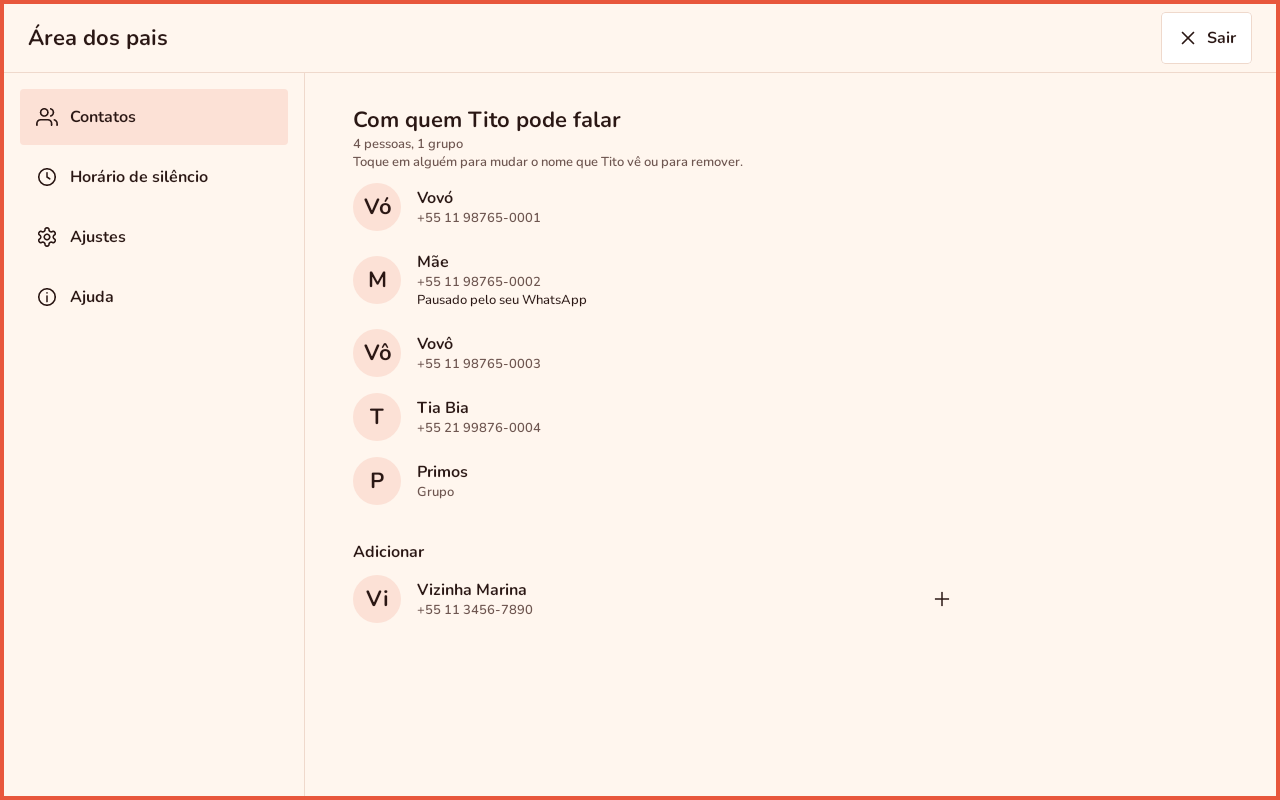 Área dos pais
Sair
Contatos
Horário de silêncio
Ajustes
Ajuda
Com quem Tito pode falar
4 pessoas, 1 grupo
Toque em alguém para mudar o nome que Tito vê ou para remover.
Vó
Vovó
+55 11 98765-0001
M
Mãe
+55 11 98765-0002
Pausado pelo seu WhatsApp
Vô
Vovô
+55 11 98765-0003
T
Tia Bia
+55 21 99876-0004
P
Primos
Grupo
Adicionar
Vi
Vizinha Marina
+55 11 3456-7890